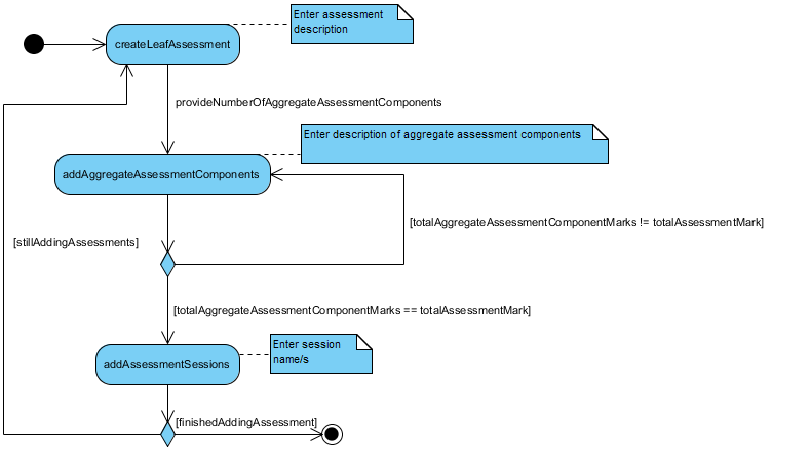 Enter assessment
description
createLeafAssessment
provideNumberOfAggregateAssessmentComponents
Enter description of aggregate assessment components
addAggregateAssessmentComponents
[totalAggregateAssessmentComponentMarks != totalAssessmentMark]
[stillAddingAssessments]
[totalAggregateAssessmentComponentMarks == totalAssessmentMark]
Enter session
name/s
addAssessmentSessions
[finishedAddingAssessment]